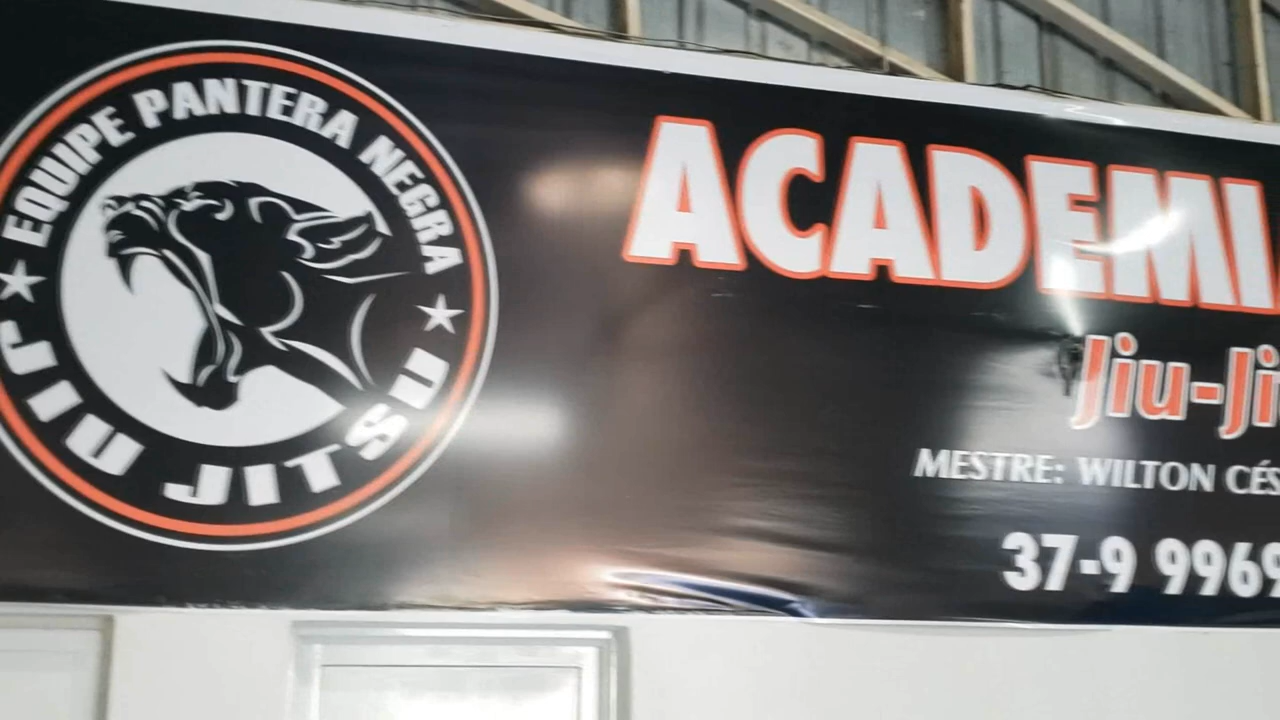 EQUIPE PANTERA NEGRA
JIU JITSU
ACADEMI
Jiu-Ji
MESTRE: WILTON CÉS
37-9 9969